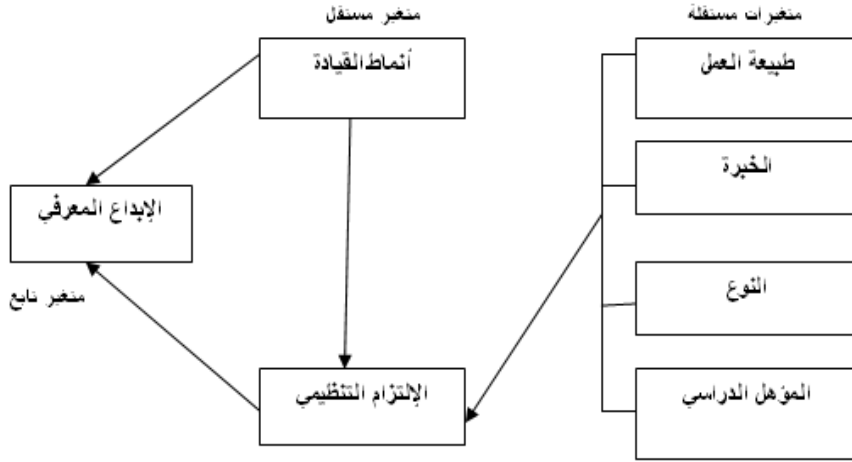 متغيرات مستقلة
متغير مستقل
طبيعة العمل
أنماط القيادة
الخبرة
الإبداع المعرفي
النوع
متغير تابع
المؤهل الدراسي
الإلتزام التنظيمي